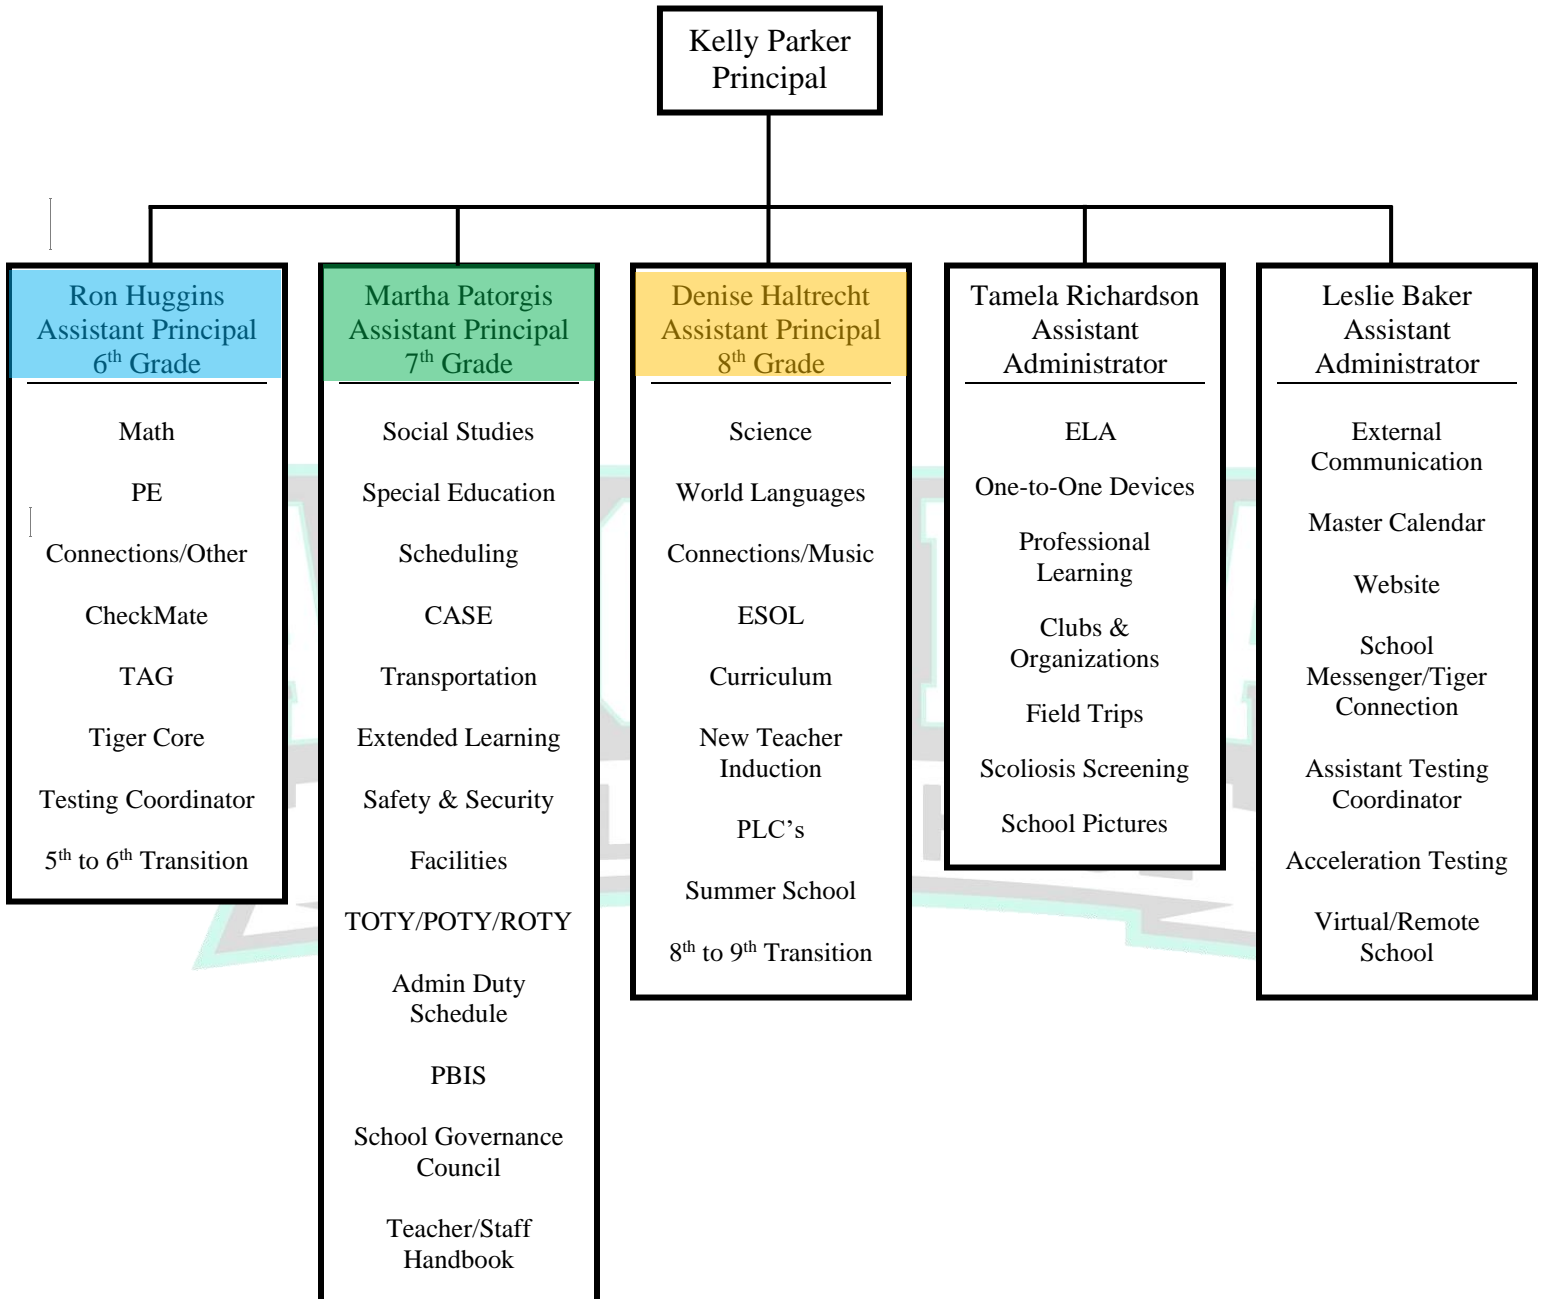 Kelly Parker
Principal
Ron Huggins
Assistant Principal
6th Grade
Math
PE
Connections/Other
CheckMate
TAG
Tiger Core
Testing Coordinator
5th to 6th Transition
Martha Patorgis
Assistant Principal
7th Grade
Social Studies
Special Education
Scheduling
CASE
Transportation
Extended Learning
Safety & Security
Facilities
TOTY/POTY/ROTY
Admin Duty
Schedule
PBIS
School Governance
Council
Teacher/Staff
Handbook
Denise Haltrecht
Assistant Principal
8th Grade
Science
World Languages
Connections/Music
ESOL
Curriculum
New Teacher
Induction
PLC’s
Summer School
8th to 9th Transition
Tamela Richardson
Assistant
Administrator
ELA
One-to-One Devices
Professional
Learning
Clubs &
Organizations
Field Trips
Scoliosis Screening
School Pictures
Leslie Baker
Assistant
Administrator
External
Communication
Master Calendar
Website
School
Messenger/Tiger
Connection
Assistant Testing
Coordinator
Acceleration Testing
Virtual/Remote
School